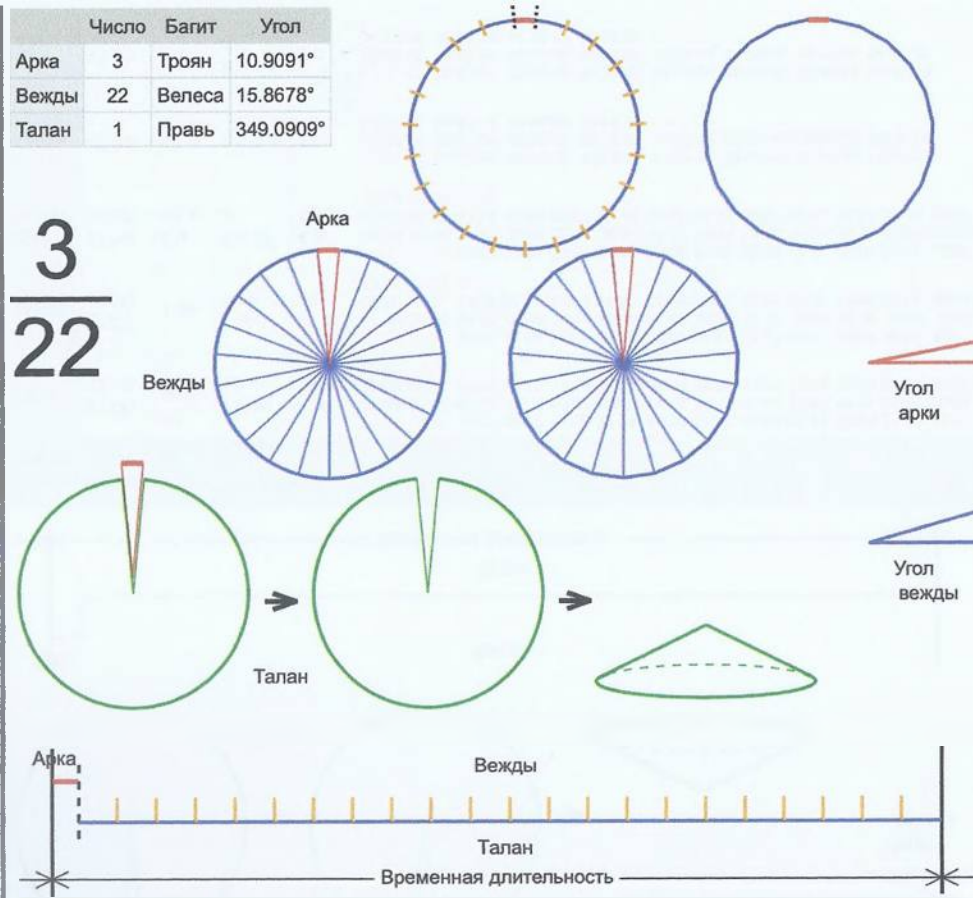 Число Багит Угол
Арка 3 Троян 10.9091°
Вежды 22 Велеса 15.8678°
Талан 1 Правь 349.0909°
3
22
Арка
Вежды
Угол
арки
Угол
вежды
Талан
Арка
Вежды
Талан
Временная длительность